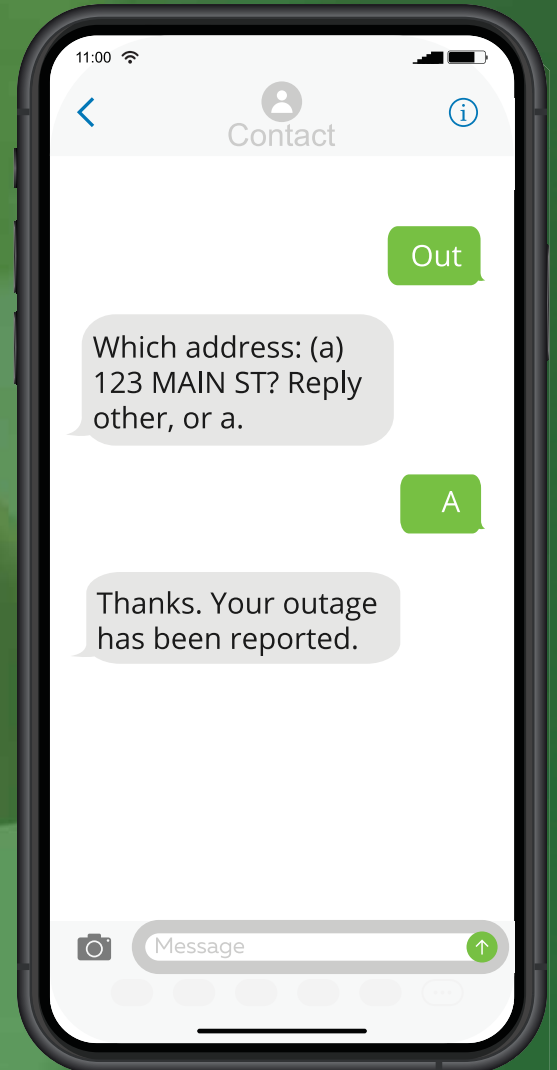 11:00
Contact
Out
Which address: (a)
123 MAIN ST? Reply
other, or a.
A
Thanks. Your outage
has been reported.
Message